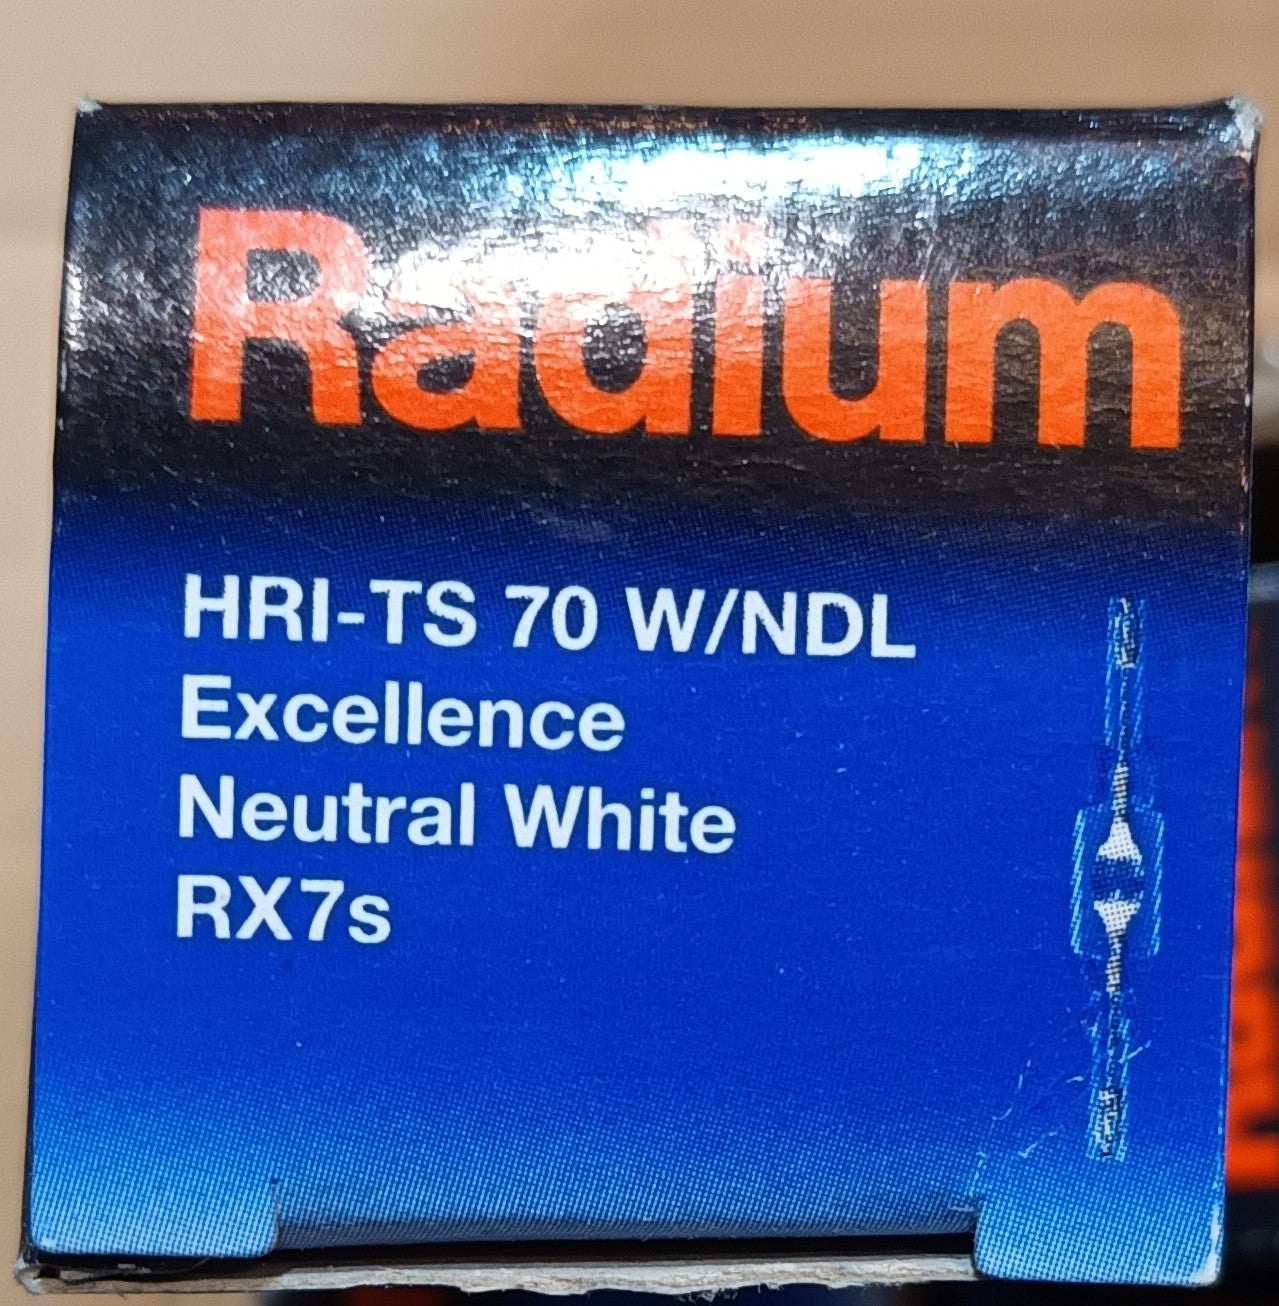 Radium
HRI-TS 70 W/NDL
Excellence
Neutral White
RX7s